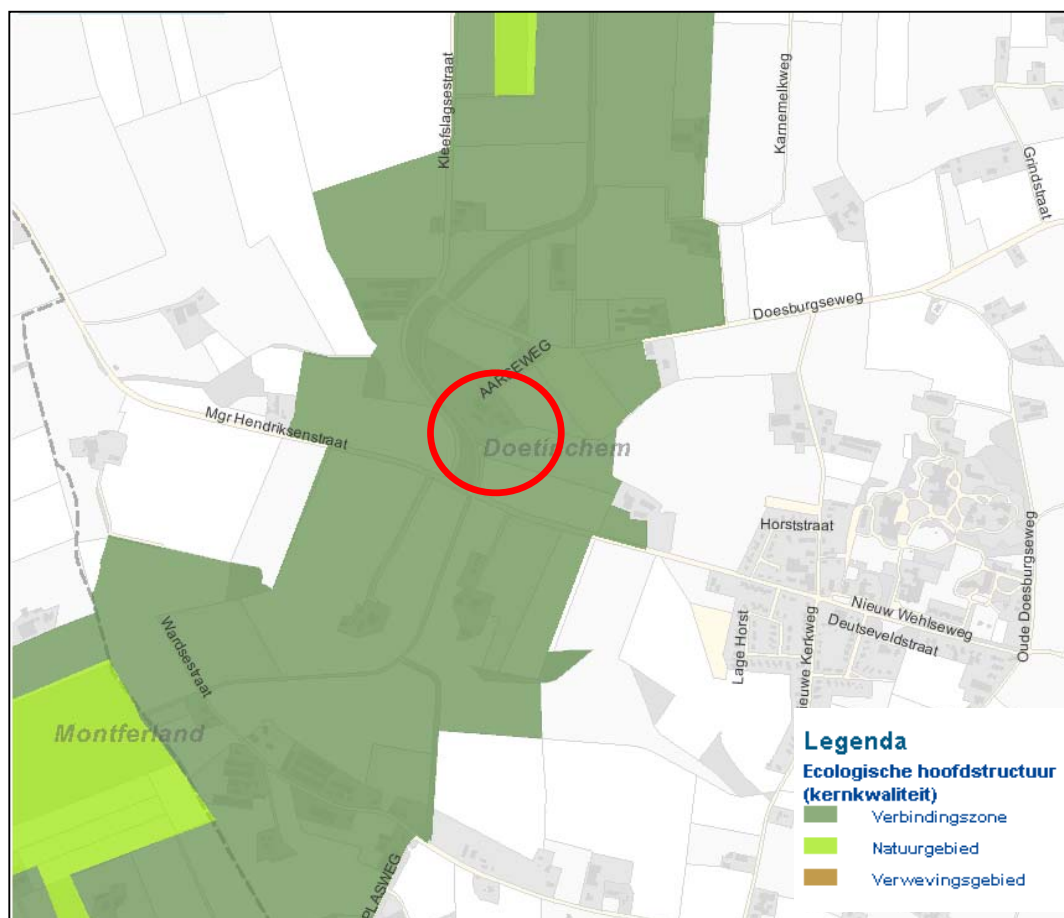 Kleefslagsestraat
Karnemelkweg
Grindstraat
Doesburgseweg
AARSEWEG
Mgr Hendriksenstraat
Doetinchem
Horststraat
Oude Doesburgseweg
Nieuw Wehlseweg
Deutseveldstraat
Lage Horst
ieuwe Kerkweg
Wardsestraat
Montferland
PLASWEG
Legenda
Ecologische hoofdstructuur
(kernkwaliteit)
Verbindingszone
Natuurgebied
Verwevingsgebied